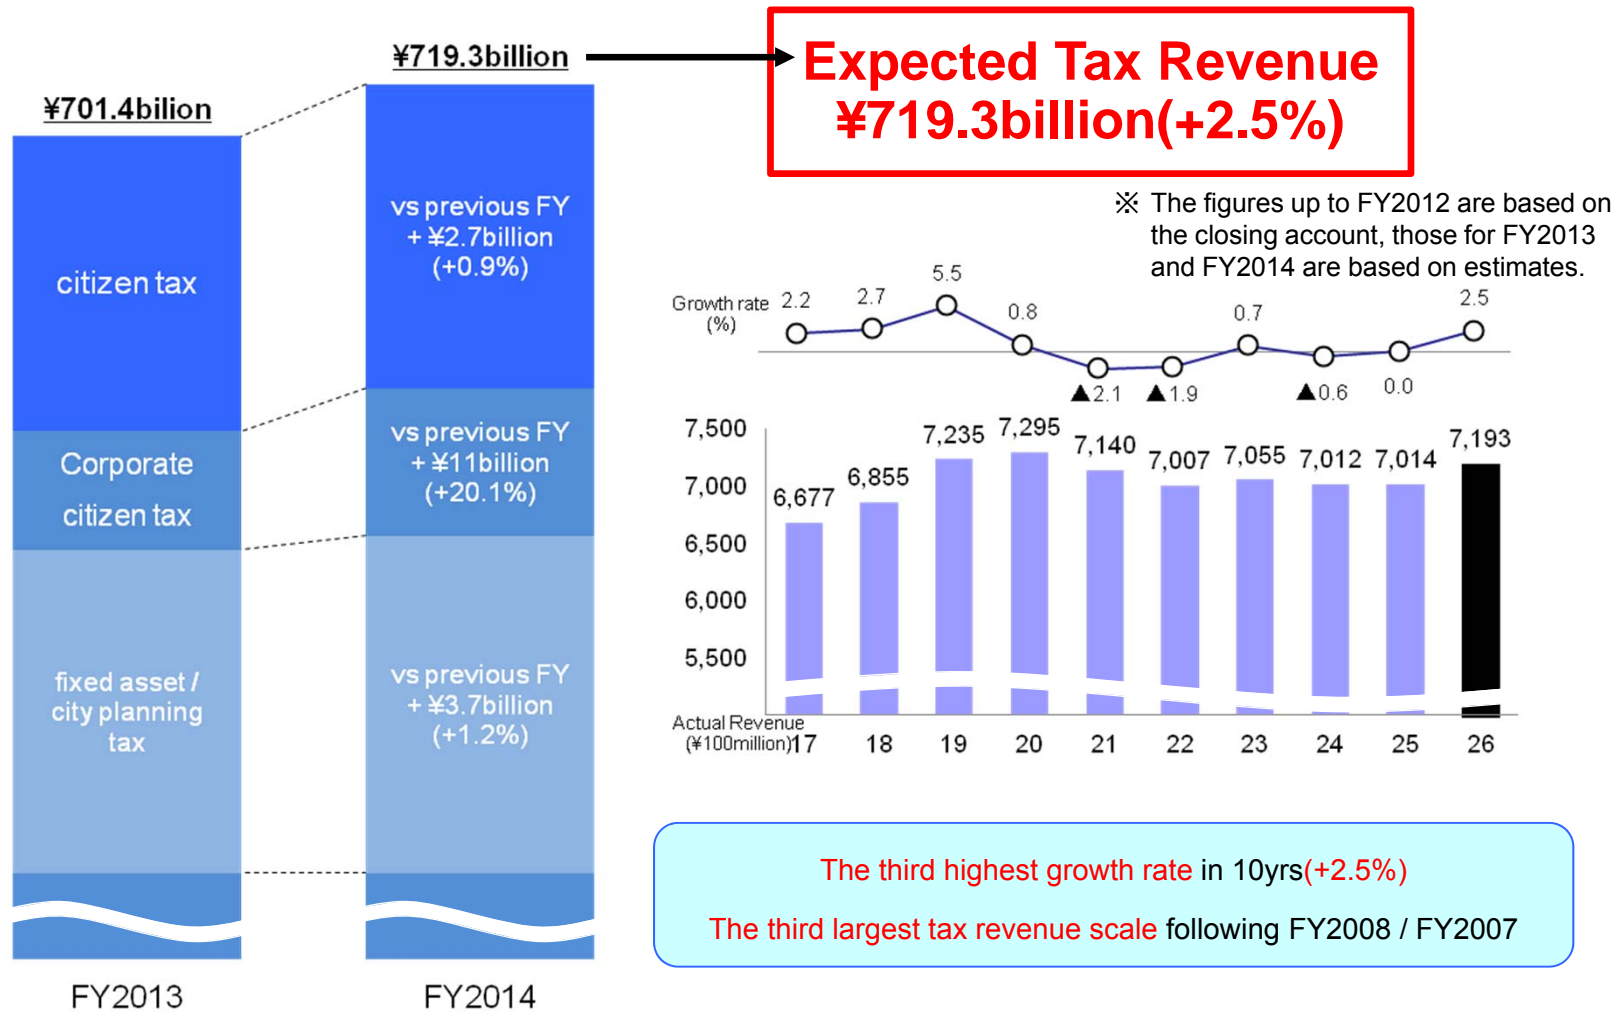 ¥701.4bilion
¥719.3billion
Expected Tax Revenue
¥719.3billion(+2.5%)
※ The figures up to FY2012 are based on
the closing account, those for FY2013
and FY2014 are based on estimates.
citizen tax
Corporate
citizen tax
fixed asset /
city planning
tax
FY2013
vs previous FY
+ ¥2.7billion
(+0.9%)
vs previous FY
+ ¥11billion
(+20.1%)
vs previous FY
+ ¥3.7billion
(+1.2%)
FY2014
Growth rate
(%)
2.2 2.7 5.5 0.8 ▲2.1 ▲1.9 0.7 ▲0.6 0.0 2.5
7,500
7,000
6,500
6,000
5,500
6,677 6,855 7,235 7,295 7,140 7,007 7,055 7,012 7,014 7,193
Actual Revenue
(¥100million)
17 18 19 20 21 22 23 24 25 26
The third highest growth rate in 10yrs(+2.5%)
The third largest tax revenue scale following FY2008 / FY2007